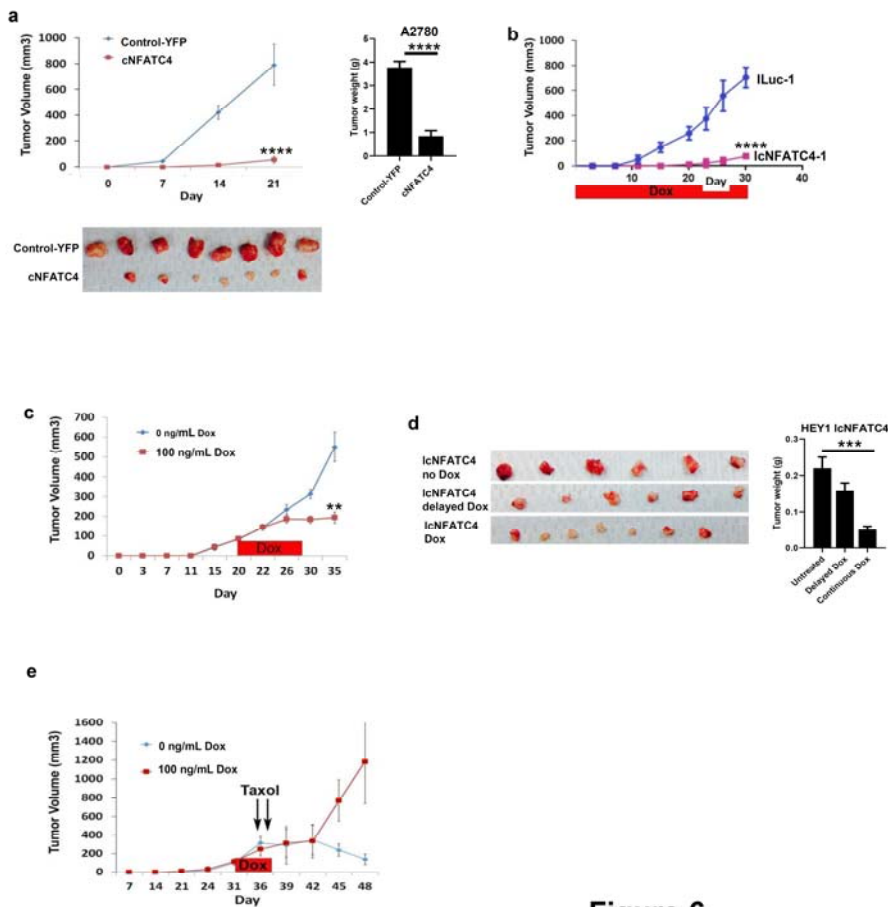 a
Control-YFP
cNFATC4
Tumor Volume (mm3)
1000
800
600
400
200
0
****
0 7 14 21
Day
A2780
****
Tumor weight (g)
5
4
3
2
1
0
Control-YFP
cNFATC4
Control-YFP
cNFATC4
b
Tumor Volume (mm3)
1000
800
600
400
200
0
ILuc-1
****
IcNFATC4-1
10 20 30 40
Day
Dox
c
Tumor Volume (mm3)
700
600
500
400
300
200
100
0
0 ng/mL Dox
100 ng/mL Dox
**
Dox
0 3 7 11 15 20 22 26 30 35
Day
d
IcNFATC4
no Dox
IcNFATC4
delayed Dox
IcNFATC4
Dox
HEY1 IcNFATC4
***
Tumor weight (g)
0.3
0.2
0.1
0.0
Untreated
Delayed Dox
Continuous Dox
e
Tumor Volume (mm3)
1600
1400
1200
1000
800
600
400
200
0
0 ng/mL Dox
100 ng/mL Dox
Taxol
Dox
7 14 21 24 31 36 39 42 45 48
Day